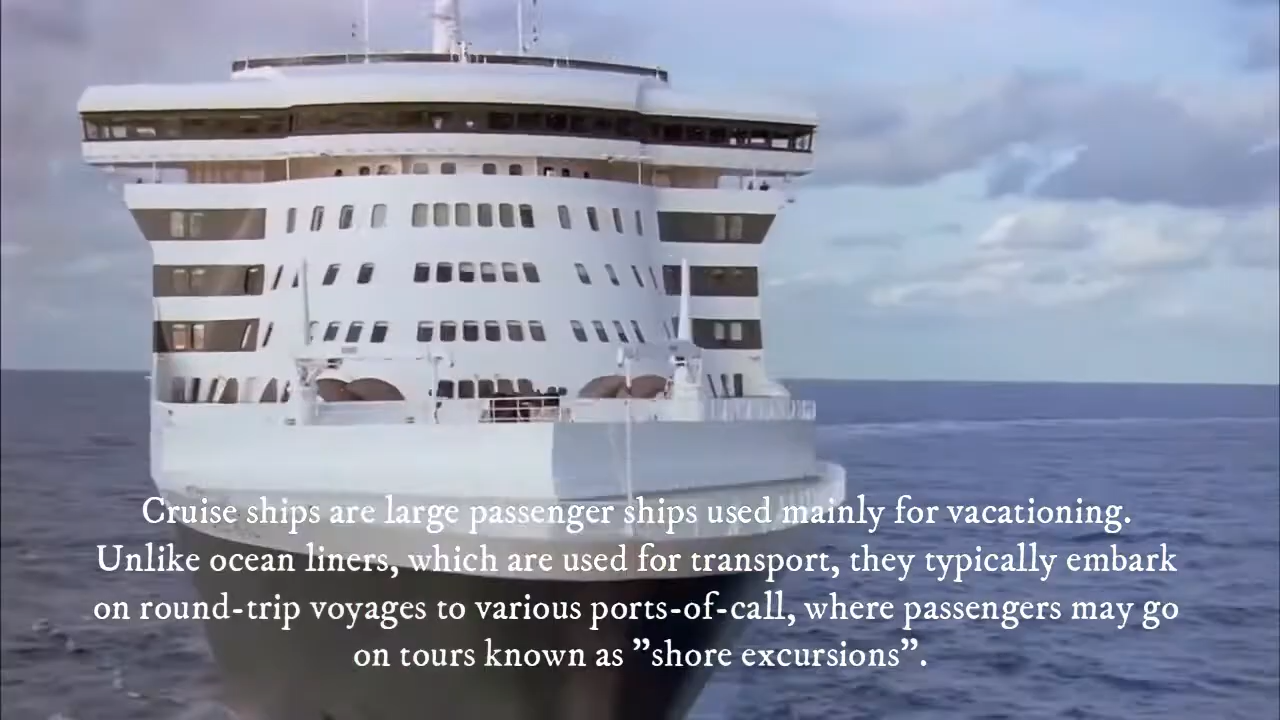 Cruise ships are large passenger ships used mainly for vacationing.
Unlike ocean liners, which are used for transport, they typically embark
on round-trip voyages to various ports-of-call, where passengers may go
on tours known as "shore excursions".